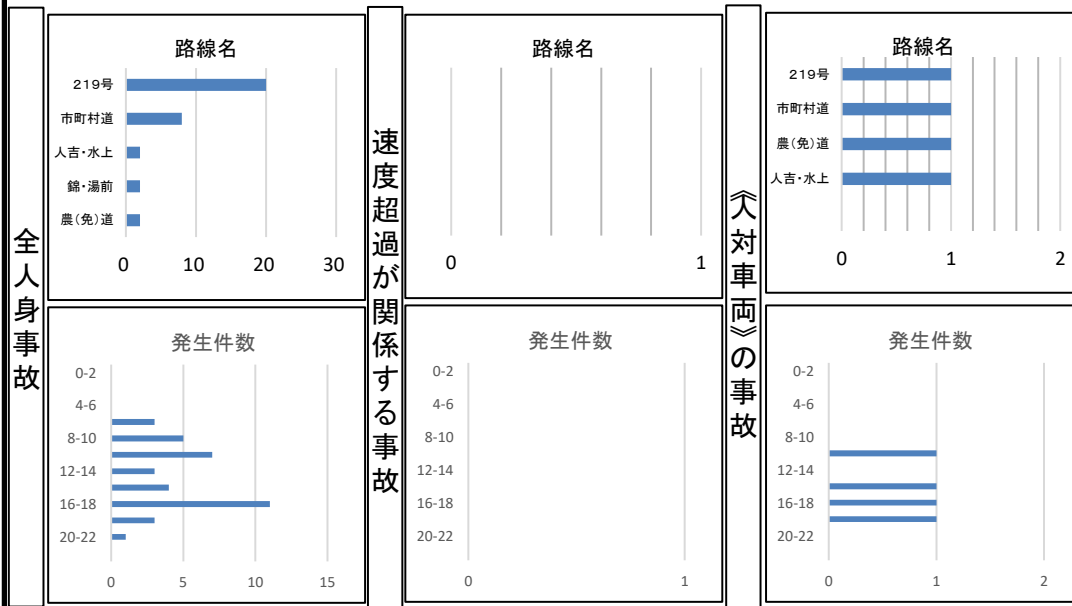 全人身事故
路線名
219号
市町村道
人吉・水上
錦・湯前
農(免)道
0 10 20 30
発生件数
0-2
4-6
8-10
12-14
16-18
20-22
0 5 10 15
速度超過が関係する事故
路線名
0 1
発生件数
0-2
4-6
8-10
12-14
16-18
20-22
0 1
《人対車両》の事故
路線名
219号
市町村道
農(免)道
人吉・水上
0 1 2
発生件数
0-2
4-6
8-10
12-14
16-18
20-22
0 1 2